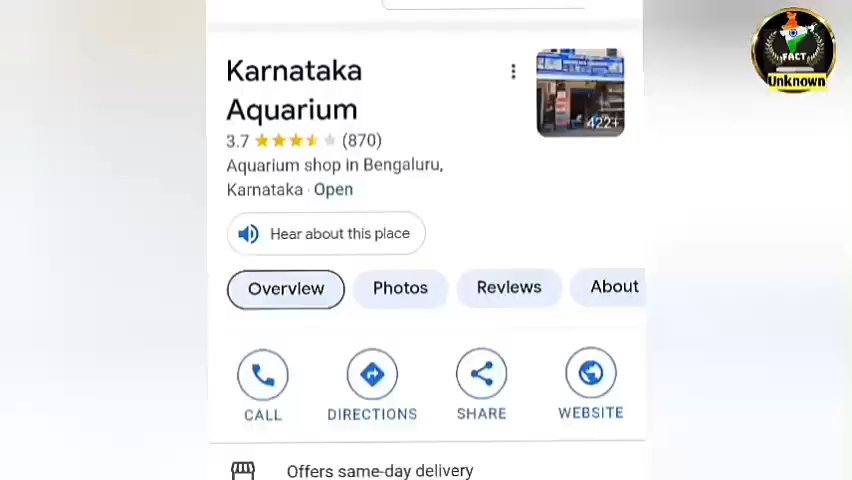 Karnataka
Aquarium
3.7 (870)
Aquarium shop in Bengaluru,
Karnataka · Open
422+
Hear about this place
Overview
Photos
Reviews
About
CALL
DIRECTIONS
SHARE
WEBSITE
Offers same-day delivery
FACT
Unknown